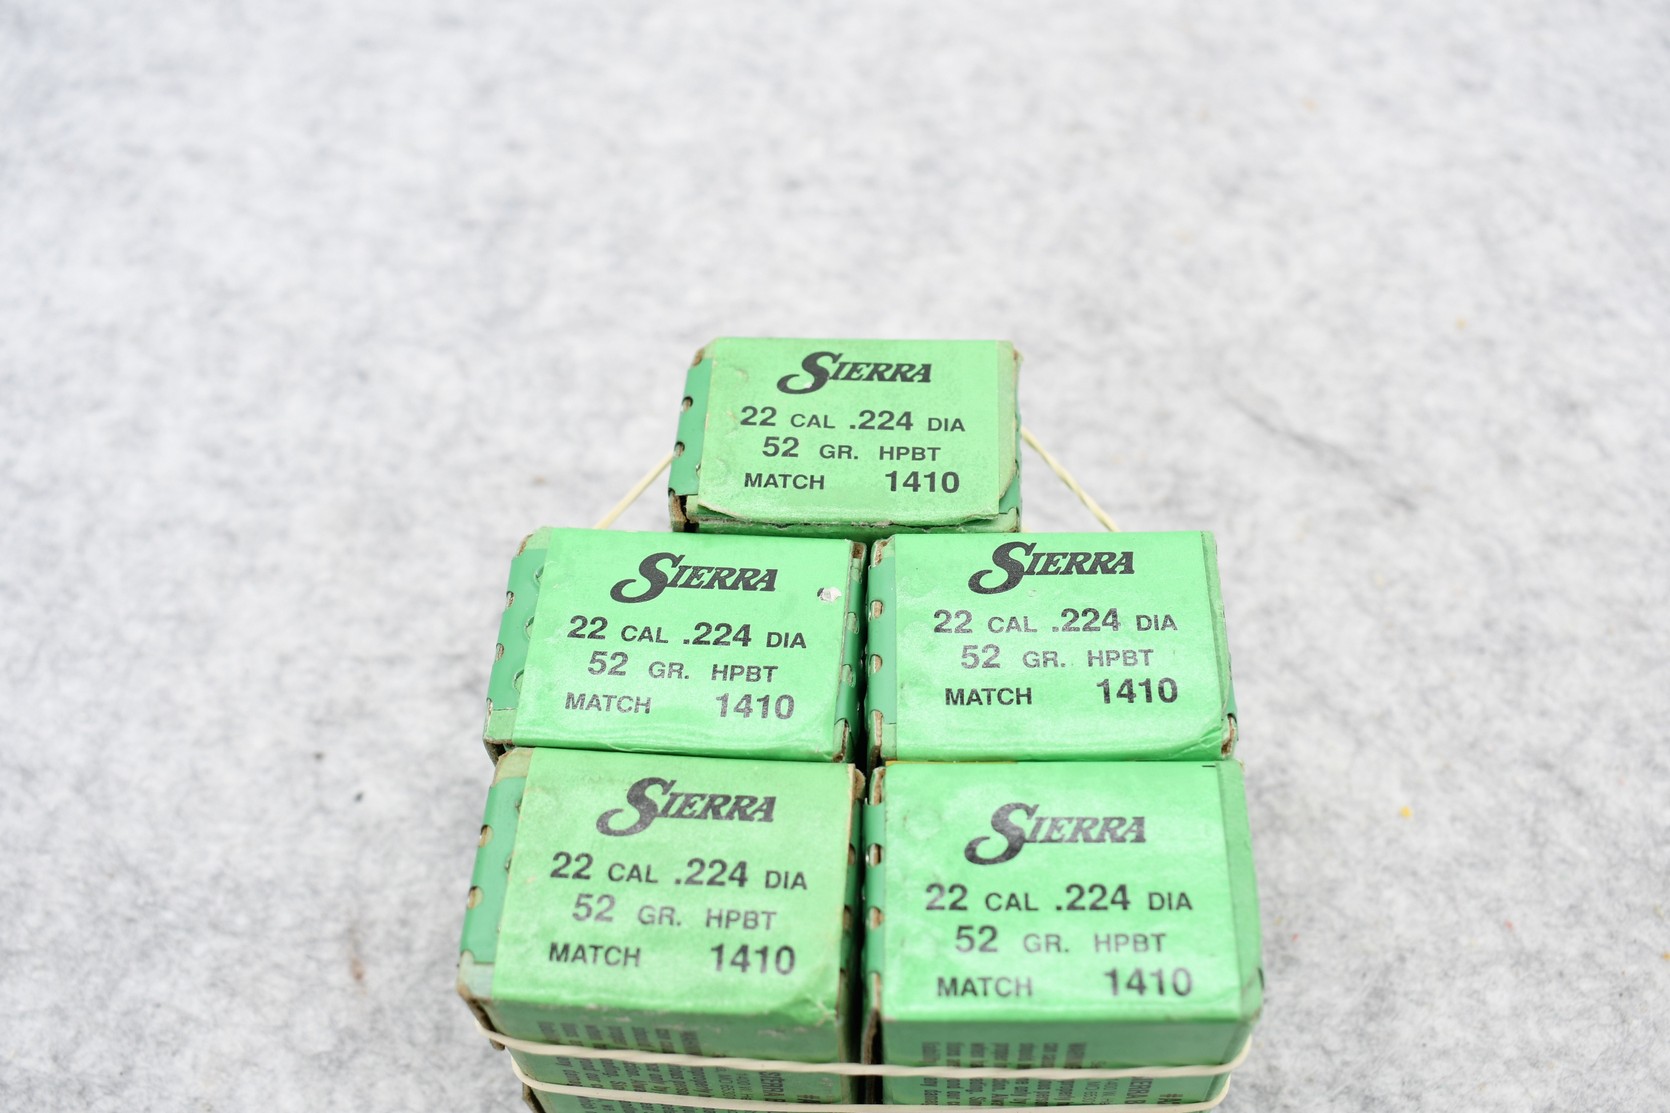 SIERRA
22 CAL .224 DIA
52 GR. HPBT
MATCH 1410
SIERRA
22 CAL .224 DIA
52 GR. HPBT
MATCH 1410
SIERRA
22 CAL .224 DIA
52 GR. HPBT
MATCH 1410
SIERRA
22 CAL .224 DIA
52 GR. HPBT
MATCH 1410
SIERRA
22 CAL .224 DIA
52 GR. HPBT
MATCH 1410